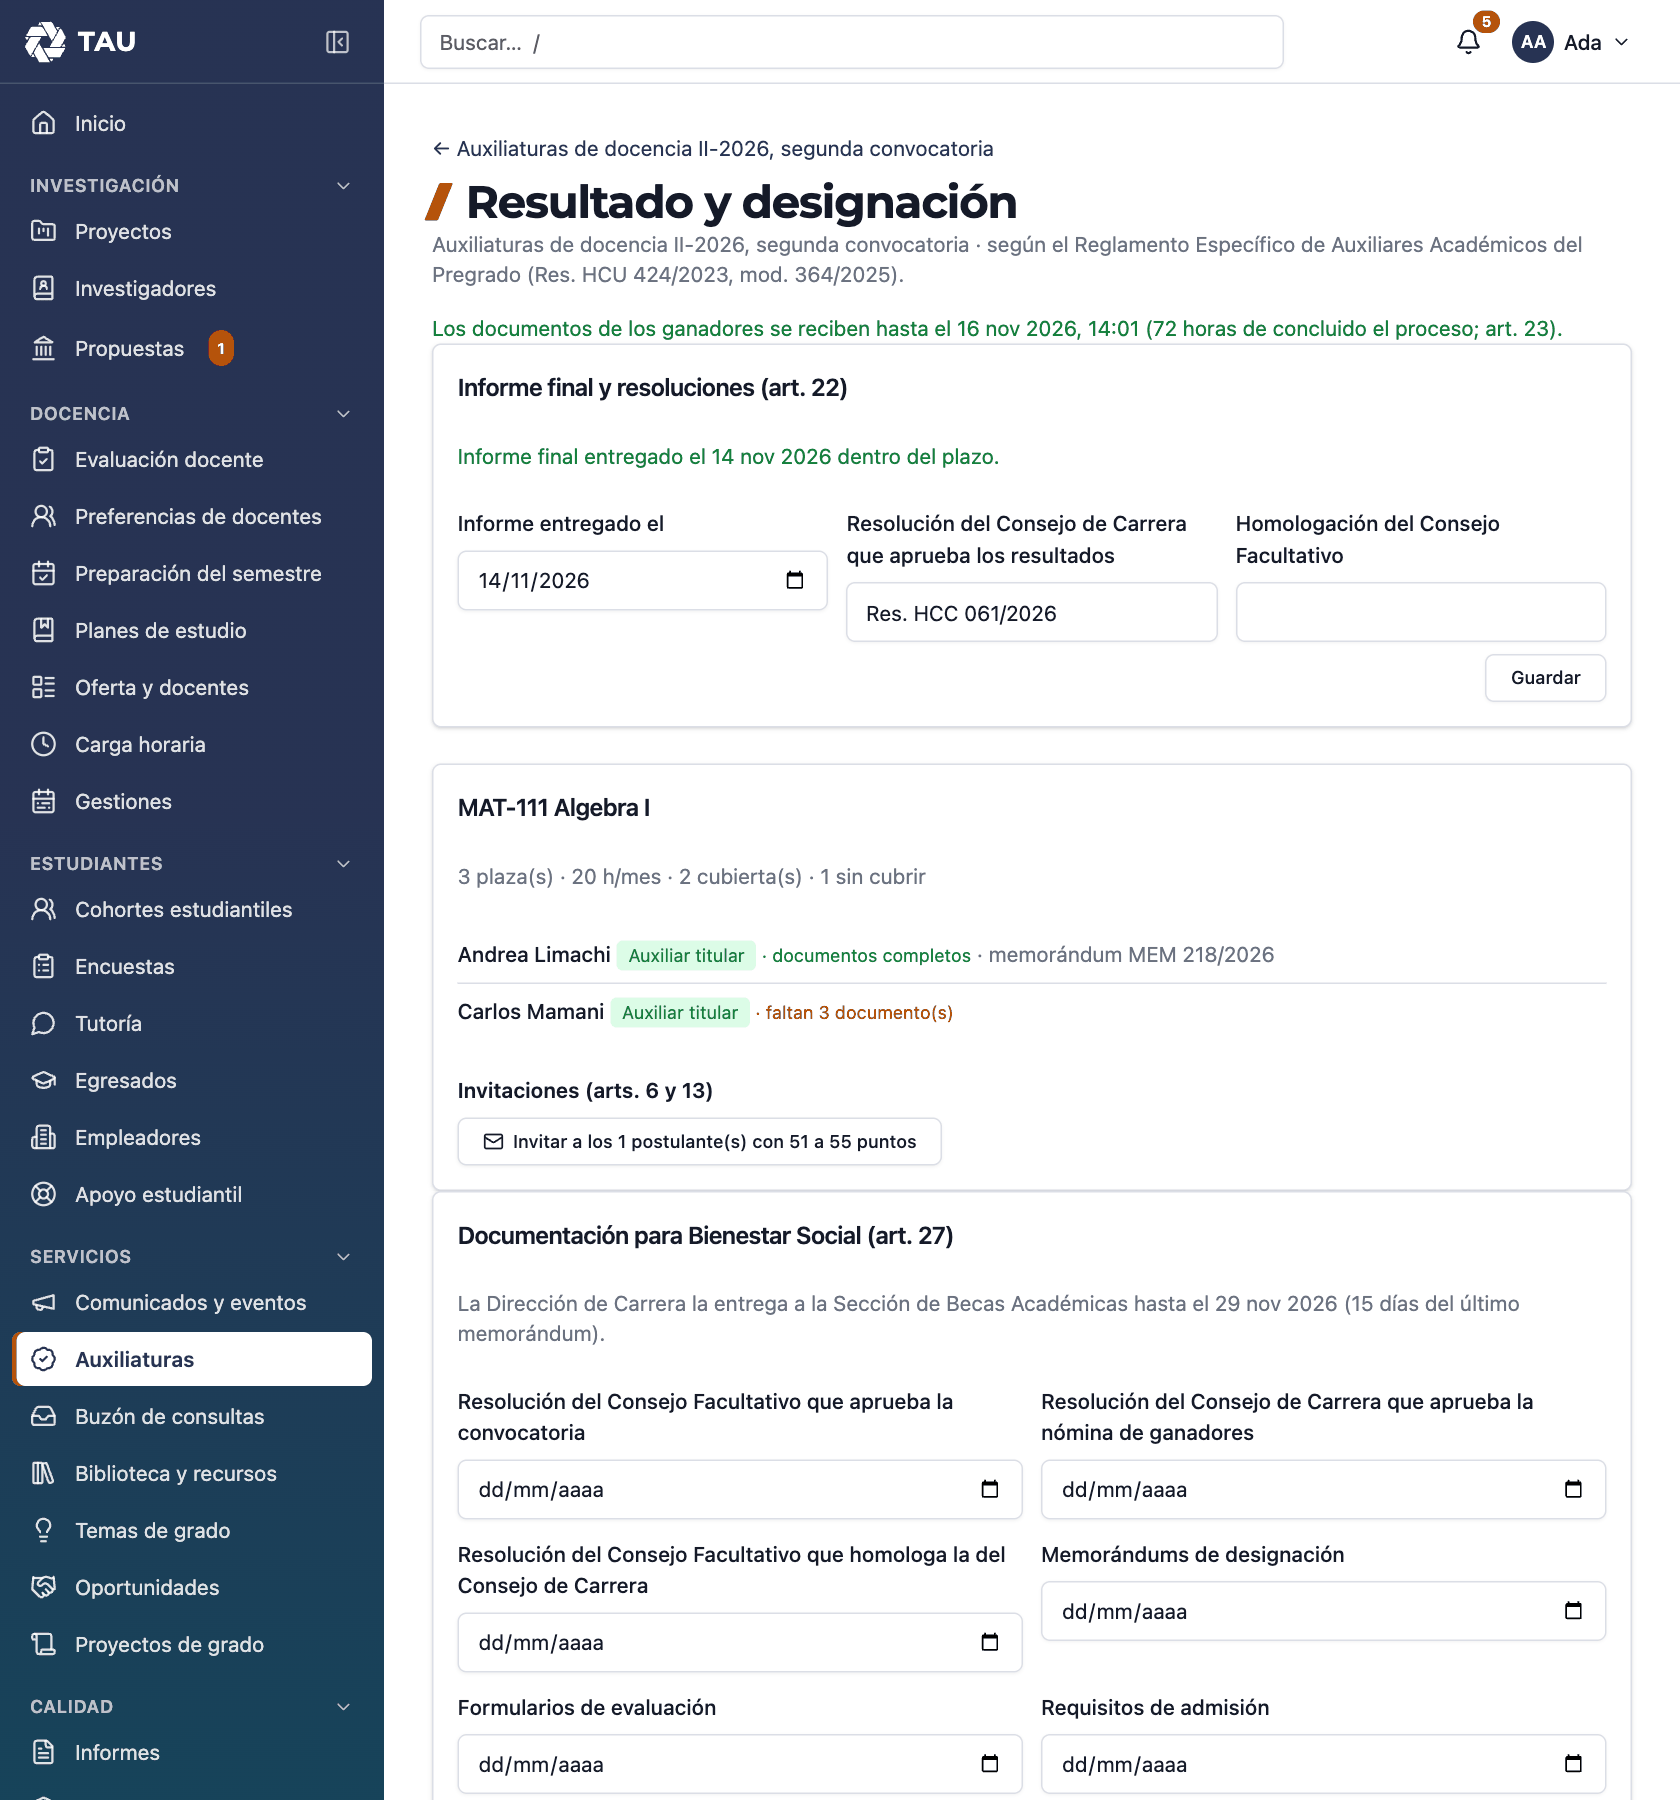 TAU
Buscar... /
5
AA
Ada
Inicio
INVESTIGACIÓN
Proyectos
Investigadores
Propuestas 1
DOCENCIA
Evaluación docente
Preferencias de docentes
Preparación del semestre
Planes de estudio
Oferta y docentes
Carga horaria
Gestiones
ESTUDIANTES
Cohortes estudiantiles
Encuestas
Tutoría
Egresados
Empleadores
Apoyo estudiantil
SERVICIOS
Comunicados y eventos
Auxiliaturas
Buzón de consultas
Biblioteca y recursos
Temas de grado
Oportunidades
Proyectos de grado
CALIDAD
Informes
← Auxiliaturas de docencia II-2026, segunda convocatoria
Resultado y designación
Auxiliaturas de docencia II-2026, segunda convocatoria · según el Reglamento Específico de Auxiliares Académicos del
Pregrado (Res. HCU 424/2023, mod. 364/2025).
Los documentos de los ganadores se reciben hasta el 16 nov 2026, 14:01 (72 horas de concluido el proceso; art. 23).
Informe final y resoluciones (art. 22)
Informe final entregado el 14 nov 2026 dentro del plazo.
Informe entregado el
14/11/2026
Resolución del Consejo de Carrera
que aprueba los resultados
Res. HCC 061/2026
Homologación del Consejo
Facultativo
Guardar
MAT-111 Algebra I
3 plaza(s) · 20 h/mes · 2 cubierta(s) · 1 sin cubrir
Andrea Limachi Auxiliar titular · documentos completos · memorándum MEM 218/2026
Carlos Mamani Auxiliar titular · faltan 3 documento(s)
Invitaciones (arts. 6 y 13)
Invitar a los 1 postulante(s) con 51 a 55 puntos
Documentación para Bienestar Social (art. 27)
La Dirección de Carrera la entrega a la Sección de Becas Académicas hasta el 29 nov 2026 (15 días del último
memorándum).
Resolución del Consejo Facultativo que aprueba la
convocatoria
dd/mm/aaaa
Resolución del Consejo de Carrera que aprueba la
nómina de ganadores
dd/mm/aaaa
Resolución del Consejo Facultativo que homologa la del
Consejo de Carrera
dd/mm/aaaa
Memorándums de designación
dd/mm/aaaa
Formularios de evaluación
dd/mm/aaaa
Requisitos de admisión
dd/mm/aaaa